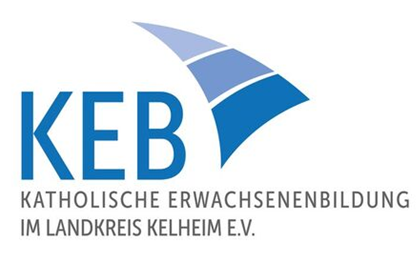 KEB
KATHOLISCHE ERWACHSENENBILDUNG
IM LANDKREIS KELHEIM E.V.